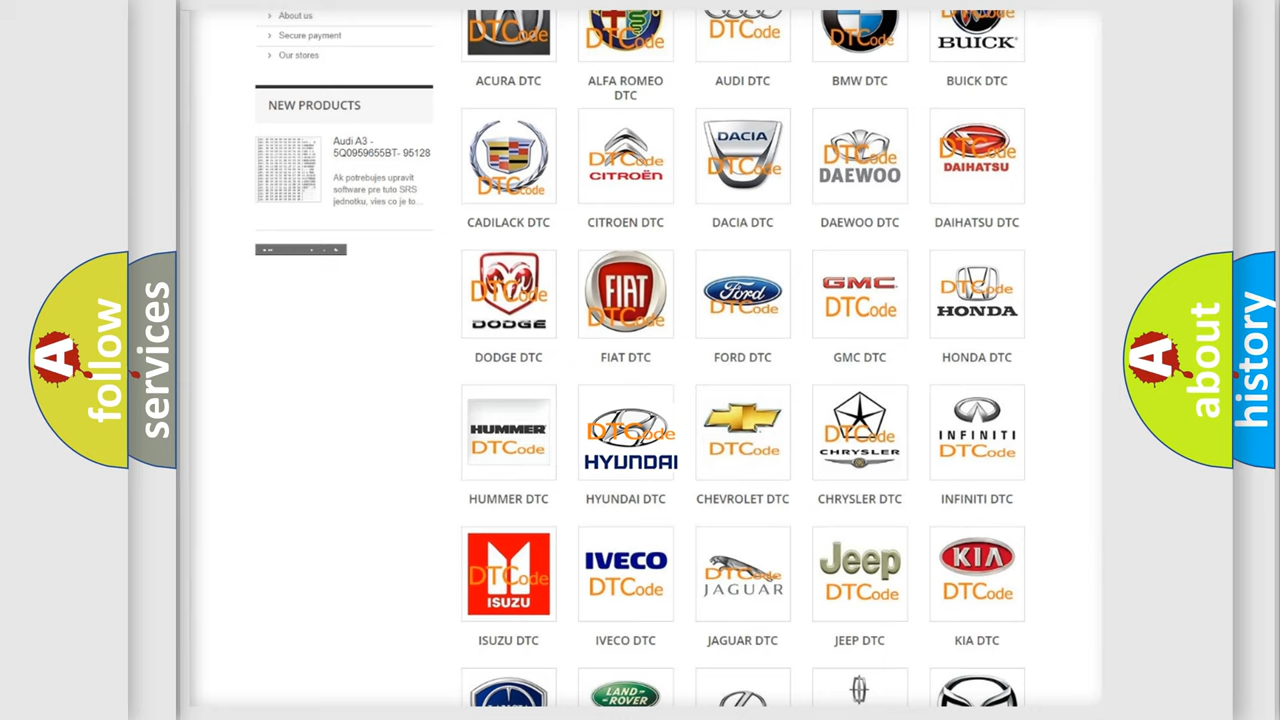 About us
Secure payment
Our stores
NEW PRODUCTS
Audi A3 -
5Q0959655BT- 95128
Ak potrebujes upravit
software pre tuto SRS
jednotku, vies co je to...
A
follow
services
A
about
history
DTCode
DTCode
DTCode
DTCode
BUICK
ACURA DTC
ALFA ROMEO
DTC
AUDI DTC
BMW DTC
BUICK DTC
DTCode
DTCode
CITROËN
DACIA
DTCode
DTCode
DAEWOO
DTCode
DAIHATSU
CADILACK DTC
CITROEN DTC
DACIA DTC
DAEWOO DTC
DAIHATSU DTC
DTCode
DODGE
FIAT
DTCode
Ford
DTCode
GMC
DTCode
DTCode
HONDA
DODGE DTC
FIAT DTC
FORD DTC
GMC DTC
HONDA DTC
HUMMER
DTCode
DTCode
HYUNDAI
DTCode
DTCode
CHRYSLER
INFINITI
DTCode
HUMMER DTC
HYUNDAI DTC
CHEVROLET DTC
CHRYSLER DTC
INFINITI DTC
DTCode
ISUZU
IVECO
DTCode
DTCode
JAGUAR
Jeep
DTCode
KIA
DTCode
ISUZU DTC
IVECO DTC
JAGUAR DTC
JEEP DTC
KIA DTC
LAND-
ROVER